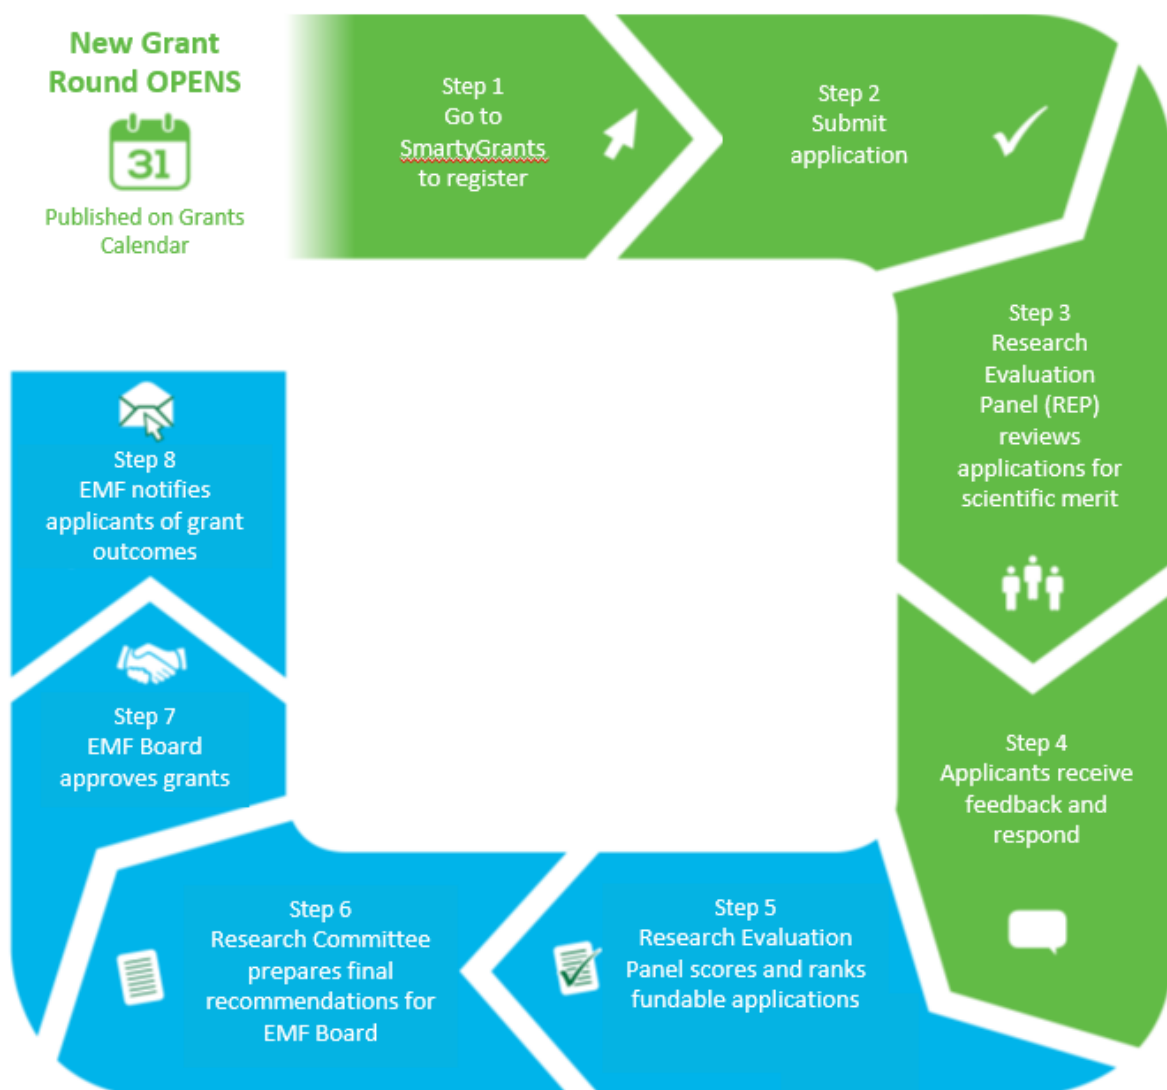 New Grant
Round OPENS
31
Published on Grants
Calendar
Step 1
Go to
SmartyGrants
to register
Step 2
Submit
application
Step 3
Research
Evaluation
Panel (REP)
reviews
applications for
scientific merit
Step 4
Applicants receive
feedback and
respond
Step 5
Research Evaluation
Panel scores and ranks
fundable applications
Step 6
Research Committee
prepares final
recommendations for
EMF Board
Step 7
EMF Board
approves grants
Step 8
EMF notifies
applicants of grant
outcomes